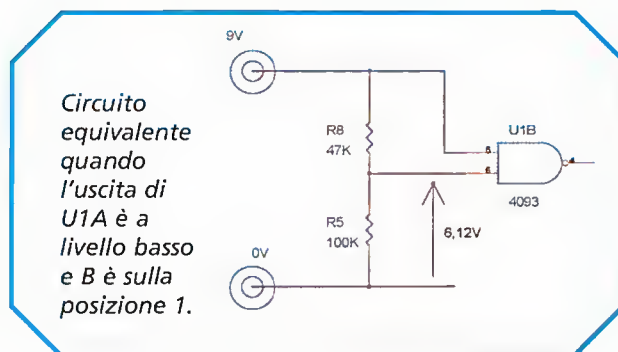 9V
Circuito
equivalente
quando
l'uscita di
U1A è a
livello basso
e B è sulla
posizione 1.
R8
47K
R5
100K
0V
6,12V
U1B
5
6
4
4093